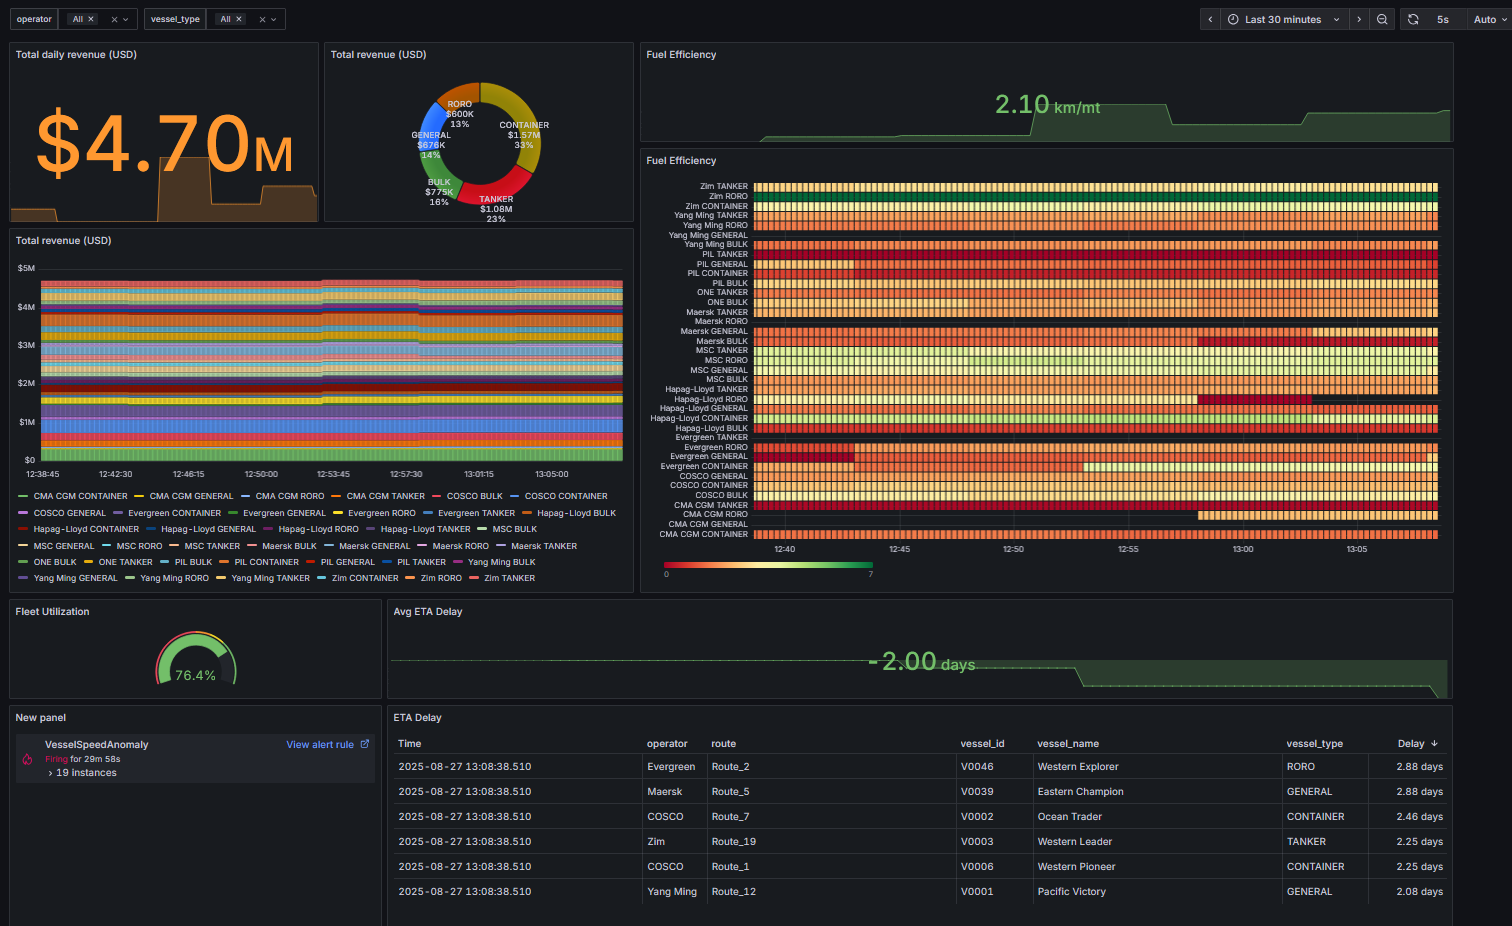 operator All × × vessel_type All × × Last 30 minutes 5s Auto
Total daily revenue (USD)
$4.70M
Total revenue (USD)
RORO
$600K
13%
CONTAINER
$1.57M
33%
GENERAL
$676K
14%
BULK
$775K
16%
TANKER
$1.08M
23%
Fuel Efficiency
2.10 km/mt
Fuel Efficiency
Zim TANKER
Zim RORO
Zim CONTAINER
Yang Ming TANKER
Yang Ming RORO
Yang Ming GENERAL
Yang Ming BULK
PIL TANKER
PIL GENERAL
PIL CONTAINER
PIL BULK
ONE TANKER
ONE BULK
Maersk TANKER
Maersk RORO
Maersk GENERAL
Maersk BULK
MSC TANKER
MSC RORO
MSC GENERAL
MSC BULK
Hapag-Lloyd TANKER
Hapag-Lloyd RORO
Hapag-Lloyd GENERAL
Hapag-Lloyd CONTAINER
Hapag-Lloyd BULK
Evergreen TANKER
Evergreen RORO
Evergreen GENERAL
Evergreen CONTAINER
COSCO GENERAL
COSCO CONTAINER
COSCO BULK
CMA CGM TANKER
CMA CGM RORO
CMA CGM GENERAL
CMA CGM CONTAINER
12:40 12:45 12:50 12:55 13:00 13:05
0 7
Total revenue (USD)
$5M
$4M
$3M
$2M
$1M
$0
12:38:45 12:42:30 12:46:15 12:50:00 12:53:45 12:57:30 13:01:15 13:05:00
CMA CGM CONTAINER CMA CGM GENERAL CMA CGM RORO CMA CGM TANKER COSCO BULK COSCO CONTAINER
COSCO GENERAL Evergreen CONTAINER Evergreen GENERAL Evergreen RORO Evergreen TANKER Hapag-Lloyd BULK
Hapag-Lloyd CONTAINER Hapag-Lloyd GENERAL Hapag-Lloyd RORO Hapag-Lloyd TANKER MSC BULK
MSC GENERAL MSC RORO MSC TANKER Maersk BULK Maersk GENERAL Maersk RORO Maersk TANKER
ONE BULK ONE TANKER PIL BULK PIL CONTAINER PIL GENERAL PIL TANKER Yang Ming BULK
Yang Ming GENERAL Yang Ming RORO Yang Ming TANKER Zim CONTAINER Zim RORO Zim TANKER
Fleet Utilization
76.4%
Avg ETA Delay
-2.00 days
New panel
VesselSpeedAnomaly View alert rule
Firing for 29m 58s
19 instances
ETA Delay
Time operator route vessel_id vessel_name vessel_type Delay
2025-08-27 13:08:38.510 Evergreen Route_2 V0046 Western Explorer RORO 2.88 days
2025-08-27 13:08:38.510 Maersk Route_5 V0039 Eastern Champion GENERAL 2.88 days
2025-08-27 13:08:38.510 COSCO Route_7 V0002 Ocean Trader CONTAINER 2.46 days
2025-08-27 13:08:38.510 Zim Route_19 V0003 Western Leader TANKER 2.25 days
2025-08-27 13:08:38.510 COSCO Route_1 V0006 Western Pioneer CONTAINER 2.25 days
2025-08-27 13:08:38.510 Yang Ming Route_12 V0001 Pacific Victory GENERAL 2.08 days